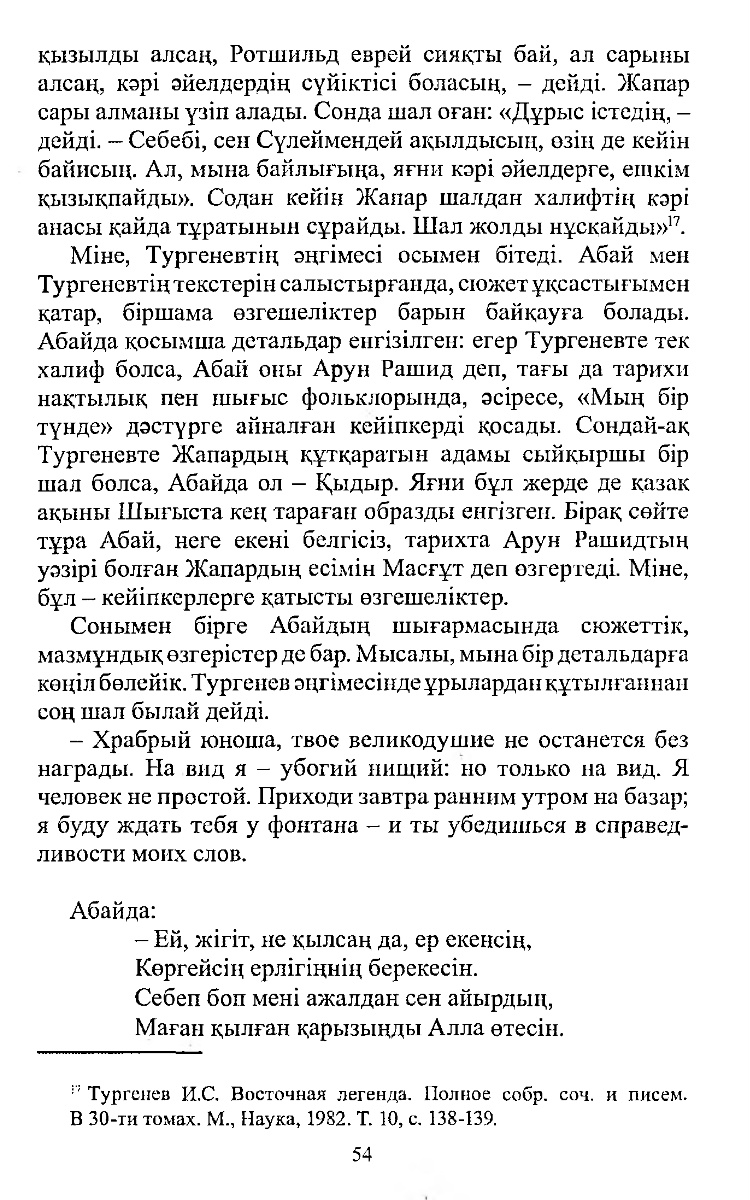 қызылды алсаң, Ротшильд еврей сияқты бай, ал сарыны
алсаң, кәрі әйелдердің сүйіктісі боласың, – дейді. Жапар
сары алманы үзіп алады. Сонда шал оған: «Дұрыс істедің, –
дейді. – Себебі, сен Сүлеймендей ақылдысың, өзің де кейін
байисың. Ал, мына байлығыңа, яғни кәрі әйелдерге, ешкім
қызықпайды». Содан кейін Жапар шалдан халифтің кәрі
анасы қайда тұратынын сұрайды. Шал жолды нұсқайды»¹⁷.
Міне, Тургеневтің әңгімесі осымен бітеді. Абай мен
Тургеневтің текстерін салыстырғанда, сюжет ұқсастығымен
қатар, біршама өзгешеліктер барын байқауға болады.
Абайда қосымша детальдар енгізілген: егер Тургеневте тек
халиф болса, Абай оны Арун Рашид деп, тағы да тарихи
нақтылық пен шығыс фольклорында, әсіресе, «Мың бір
түнде» дәстүрге айналған кейіпкерді қосады. Сондай-ақ
Тургеневте Жапардың құтқаратын адамы сыйқыршы бір
шал болса, Абайда ол – Қыдыр. Яғни бұл жерде де қазак
ақыны Шығыста кең тараған образды енгізген. Бірақ сөйте
тұра Абай, неге екені белгісіз, тарихта Арун Рашидтың
уәзірі болған Жапардың есімін Масғұт деп өзгертеді. Міне,
бұл – кейіпкерлерге қатысты өзгешеліктер.
Сонымен бірге Абайдың шығармасында сюжеттік,
мазмұндық өзгерістер де бар. Мысалы, мына бір детальдарға
көңіл бөлейік. Тургенев әңгімесінде ұрылардан құтылғаннан
соң шал былай дейді.
– Храбрый юноша, твое великодушие не останется без
награды. На вид я – убогий нищий: но только на вид. Я
человек не простой. Приходи завтра ранним утром на базар;
я буду ждать тебя у фонтана – и ты убедишься в справед-
ливости моих слов.
Абайда:
– Ей, жігіт, не қылсаң да, ер екенсің,
Көргейсің ерлігіңнің берекесін.
Себеп боп мені ажалдан сен айырдың,
Маған қылған қарызыңды Алла өтесін.
¹⁷ Тургенев И.С. Восточная легенда. Полное собр. соч. и писем.
В 30-ти томах. М., Наука, 1982. Т. 10, с. 138-139.
54